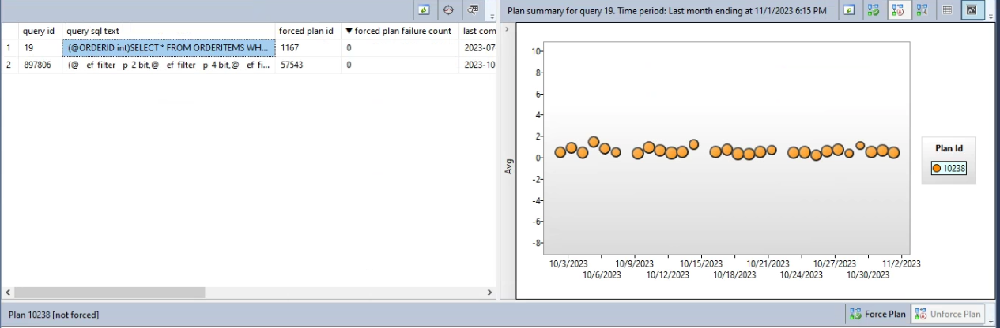 Plan summary for query 19. Time period: Last month ending at 11/1/2023 6:15 PM
query id query sql text forced plan id ▼ forced plan failure count last com
1 19 (@ORDERID int)SELECT * FROM ORDERITEMS WH... 1167 0 2023-07
2 897806 (@__ef_filter__p_2 bit,@__ef_filter__p_4 bit,@__ef_fi... 57543 0 2023-10
10
8
6
4
2
0
-2
-4
-6
-8
Avg
10/3/2023 10/9/2023 10/15/2023 10/21/2023 10/27/2023 11/2/2023
10/6/2023 10/12/2023 10/18/2023 10/24/2023 10/30/2023
Plan Id
10238
Plan 10238 [not forced]
Force Plan Unforce Plan